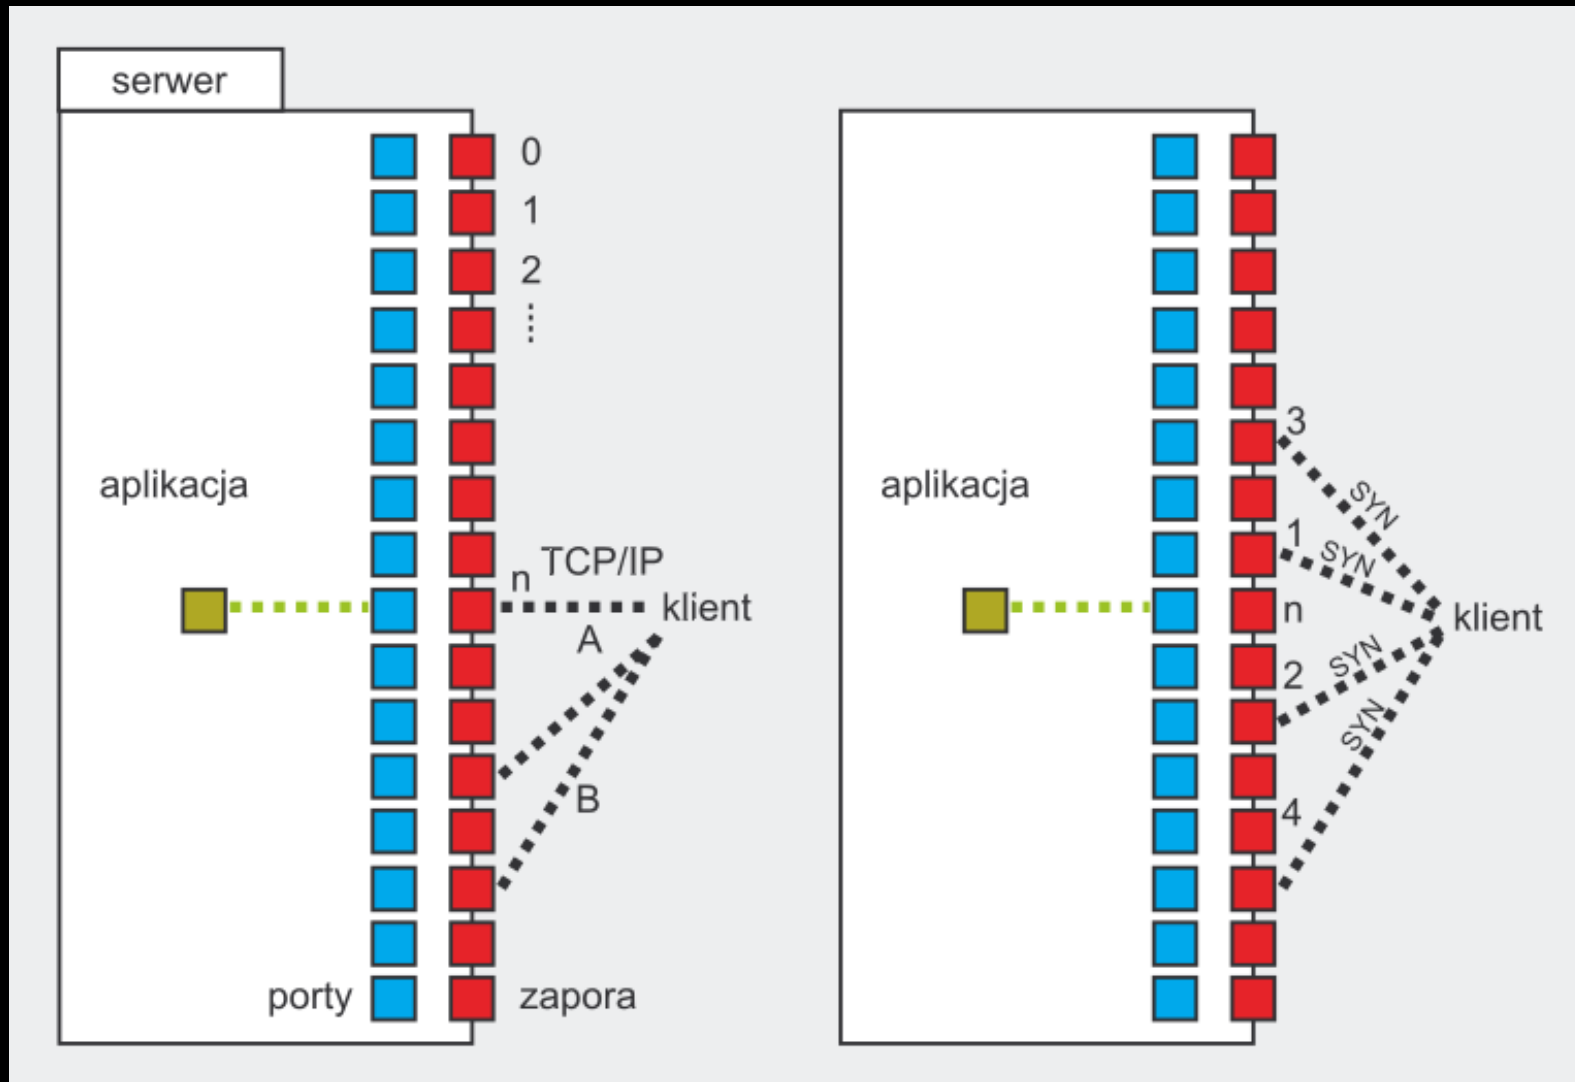 serwer
0
1
2
aplikacja
n TCP/IP
klient
A
B
porty
zapora
aplikacja
3
SYN
1
SYN
n
klient
2
SYN
SYN
4